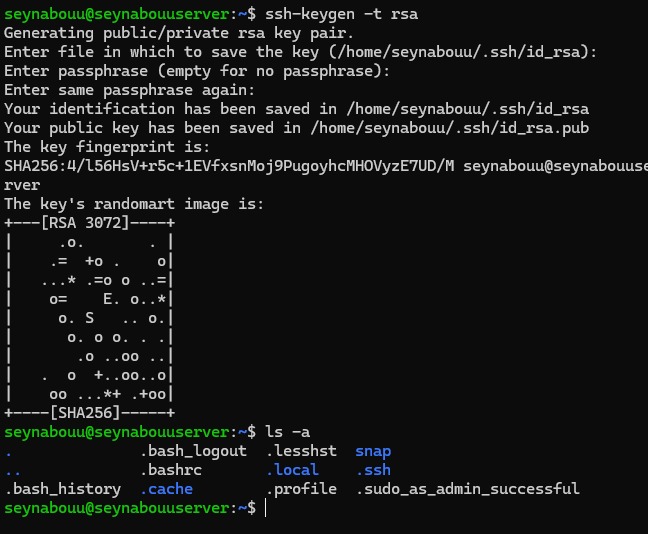 seynabouu@seynabouuserver:~$ ssh-keygen -t rsa
Generating public/private rsa key pair.
Enter file in which to save the key (/home/seynabouu/.ssh/id_rsa):
Enter passphrase (empty for no passphrase):
Enter same passphrase again:
Your identification has been saved in /home/seynabouu/.ssh/id_rsa
Your public key has been saved in /home/seynabouu/.ssh/id_rsa.pub
The key fingerprint is:
SHA256:4/l56HsV+r5c+1EVfxsnMoj9PugoyhcMHOVyzE7UD/M seynabouu@seynabouuse
rver
The key's randomart image is:
+---[RSA 3072]----+
|     .o.       . |
|    .=  +o .    o|
|   ...* .=o o ..=|
|    o=    E. o..*|
|     o. S   .. o.|
|      o. o o. . .|
|       .o ..oo ..|
|   .  o  +..oo..o|
|    oo ...*+ .+oo|
+----[SHA256]-----+
seynabouu@seynabouuserver:~$ ls -a
.              .bash_logout  .lesshst  snap
..             .bashrc       .local    .ssh
.bash_history  .cache        .profile  .sudo_as_admin_successful
seynabouu@seynabouuserver:~$